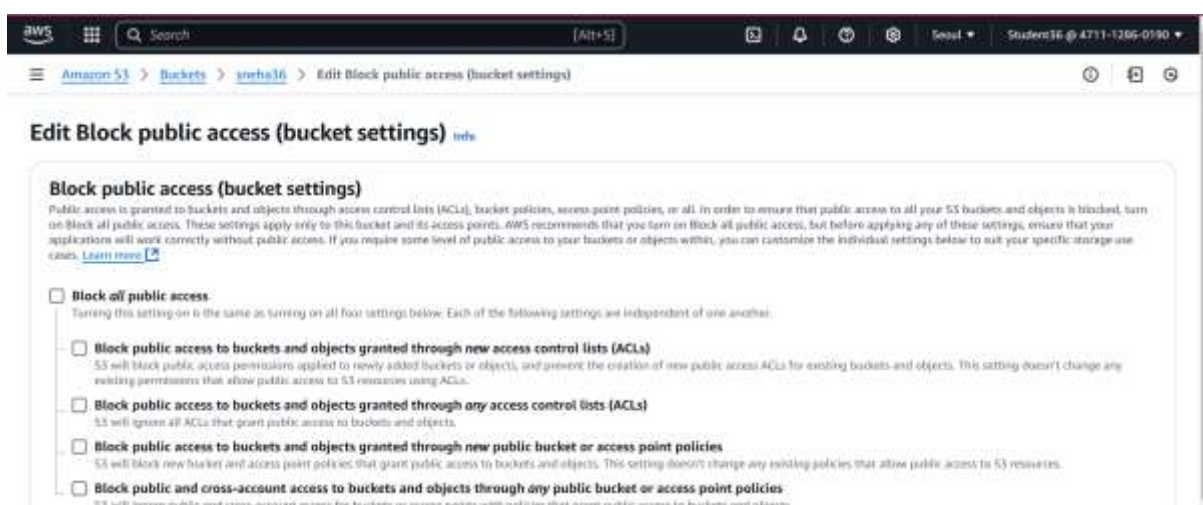 aws Search [Alt+S] Seoul Student36 @ 4711-1286-0190
Amazon S3 > Buckets > sneha36 > Edit Block public access (bucket settings)
Edit Block public access (bucket settings) Info
Block public access (bucket settings)
Public access is granted to buckets and objects through access control lists (ACLs), bucket policies, access point policies, or all. In order to ensure that public access to all your S3 buckets and objects is blocked, turn
on Block all public access. These settings apply only to this bucket and its access points. AWS recommends that you turn on Block all public access, but before applying any of these settings, ensure that your
applications will work correctly without public access. If you require some level of public access to your buckets or objects within, you can customize the individual settings below to suit your specific storage use
cases. Learn more
Block all public access
Turning this setting on is the same as turning on all four settings below. Each of the following settings are independent of one another.
Block public access to buckets and objects granted through new access control lists (ACLs)
S3 will block public access permissions applied to newly added buckets or objects, and prevent the creation of new public access ACLs for existing buckets and objects. This setting doesn't change any
existing permissions that allow public access to S3 resources using ACLs.
Block public access to buckets and objects granted through any access control lists (ACLs)
S3 will ignore all ACLs that grant public access to buckets and objects.
Block public access to buckets and objects granted through new public bucket or access point policies
S3 will block new bucket and access point policies that grant public access to buckets and objects. This setting doesn't change any existing policies that allow public access to S3 resources.
Block public and cross-account access to buckets and objects through any public bucket or access point policies